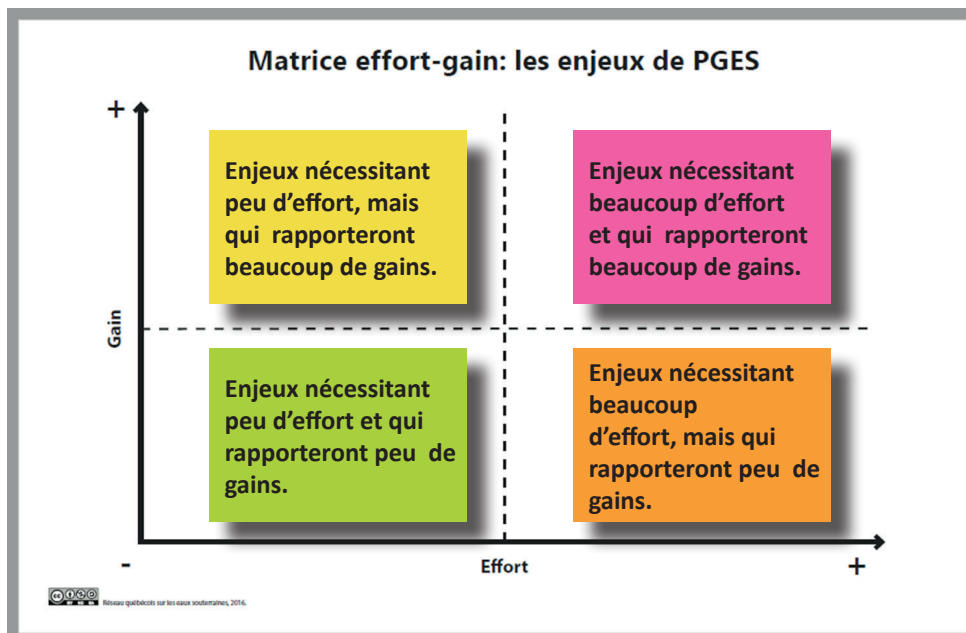 Matrice effort-gain: les enjeux de PGES
+
Enjeux nécessitant
peu d’effort, mais
qui rapporteront
beaucoup de gains.
Enjeux nécessitant
beaucoup d’effort
et qui rapporteront
beaucoup de gains.
Gain
Enjeux nécessitant
peu d’effort et qui
rapporteront peu de
gains.
Enjeux nécessitant
beaucoup
d’effort, mais qui
rapporteront peu de
gains.
-
Effort
+
Réseau québécois sur les eaux souterraines, 2016.